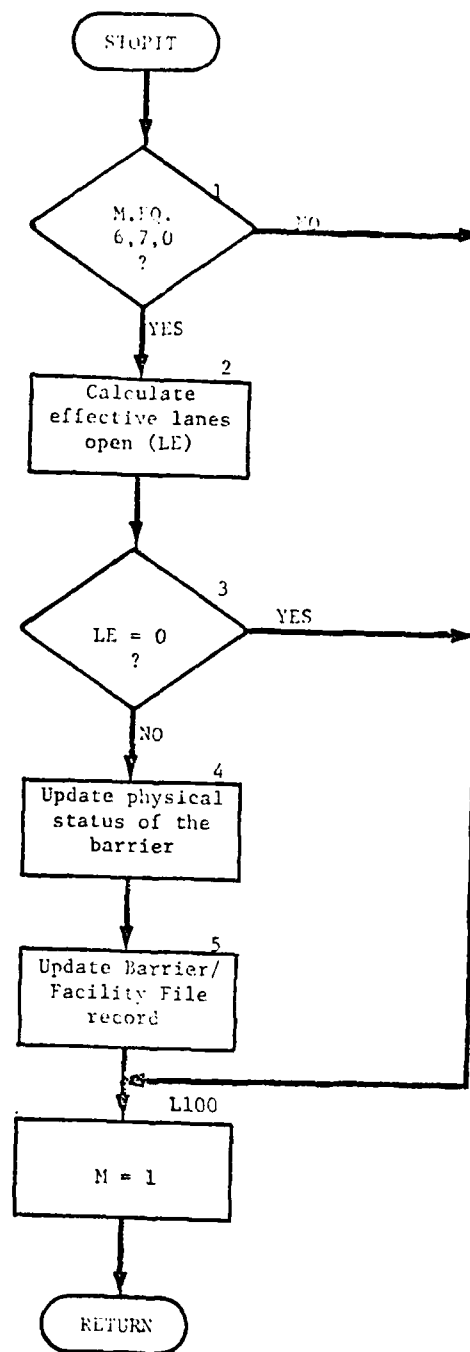 STOPIT
1
M.EQ.
6,7,0
?
NO
YES
2
Calculate
effective lanes
open (LE)
3
LE = 0
?
YES
NO
4
Update physical
status of the
barrier
5
Update Barrier/
Facility File
record
L100
M = 1
RETURN